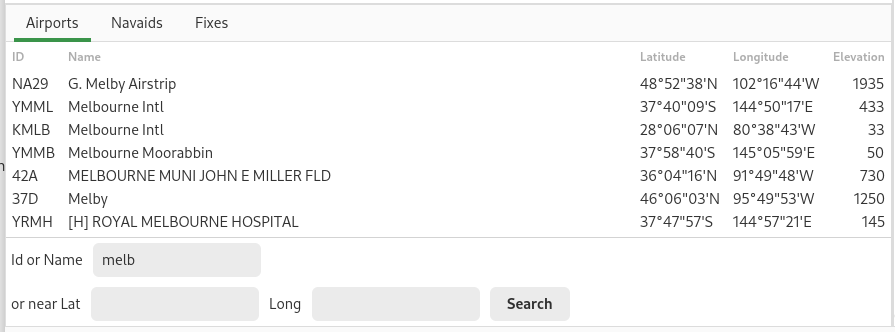 Airports Navaids Fixes
ID Name Latitude Longitude Elevation
NA29 G. Melby Airstrip 48°52"38'N 102°16"44'W 1935
YMML Melbourne Intl 37°40"09'S 144°50"17'E 433
KMLB Melbourne Intl 28°06"07'N 80°38"43'W 33
YMMB Melbourne Moorabbin 37°58"40'S 145°05"59'E 50
42A MELBOURNE MUNI JOHN E MILLER FLD 36°04"16'N 91°49"48'W 730
37D Melby 46°06"03'N 95°49"53'W 1250
YRMH [H] ROYAL MELBOURNE HOSPITAL 37°47"57'S 144°57"21'E 145
Id or Name melb
or near Lat Long Search